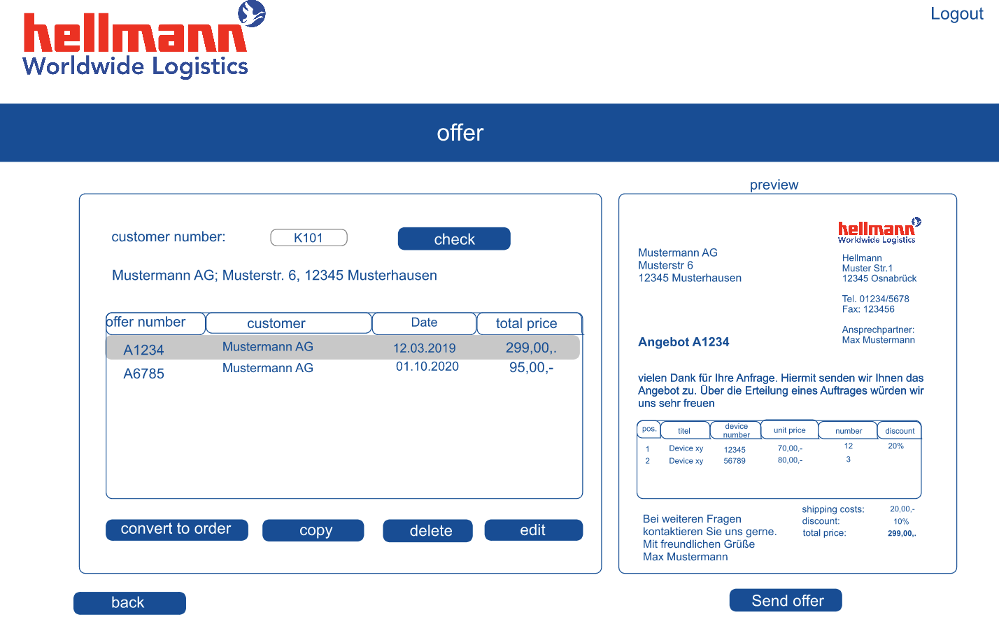 hellmann
Worldwide Logistics
Logout
offer
customer number:
K101
check
Mustermann AG; Musterstr. 6, 12345 Musterhausen
offer number customer Date total price
A1234 Mustermann AG 12.03.2019 299,00,.
A6785 Mustermann AG 01.10.2020 95,00,-
convert to order
copy
delete
edit
back
preview
hellmann
Worldwide Logistics
Mustermann AG
Musterstr 6
12345 Musterhausen
Hellmann
Muster Str.1
12345 Osnabrück
Tel. 01234/5678
Fax: 123456
Ansprechpartner:
Max Mustermann
Angebot A1234
vielen Dank für Ihre Anfrage. Hiermit senden wir Ihnen das
Angebot zu. Über die Erteilung eines Auftrages würden wir
uns sehr freuen
pos. titel device number unit price number discount
1 Device xy 12345 70,00,- 12 20%
2 Device xy 56789 80,00,- 3
shipping costs: 20,00,-
discount: 10%
total price: 299,00,.
Bei weiteren Fragen
kontaktieren Sie uns gerne.
Mit freundlichen Grüße
Max Mustermann
Send offer